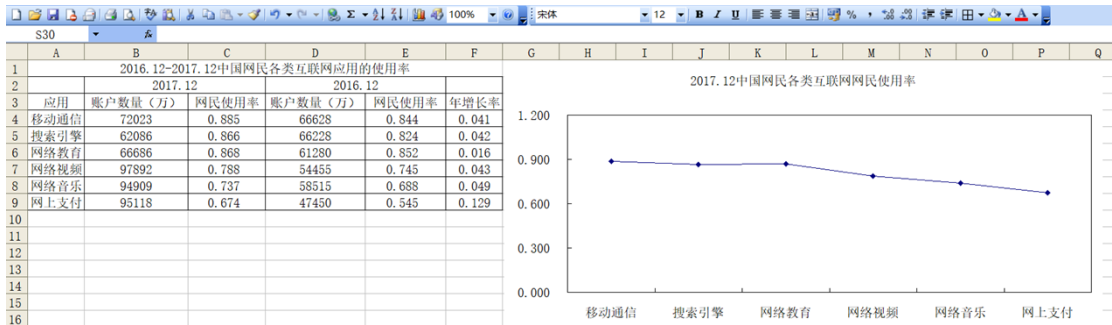 100% 宋体 12 B I U
S30 fx
A B C D E F G H I J K L M N O P Q
1 2016.12-2017.12中国网民各类互联网应用的使用率
2 2017.12 2016.12
3 应用 账户数量（万） 网民使用率 账户数量（万） 网民使用率 年增长率
4 移动通信 72023 0.885 66628 0.844 0.041
5 搜索引擎 62086 0.866 66228 0.824 0.042
6 网络教育 66686 0.868 61280 0.852 0.016
7 网络视频 97892 0.788 54455 0.745 0.043
8 网络音乐 94909 0.737 58515 0.688 0.049
9 网上支付 95118 0.674 47450 0.545 0.129
10
11
12
13
14
15
16
2017.12中国网民各类互联网网民使用率
1.200
0.900
0.600
0.300
0.000
移动通信 搜索引擎 网络教育 网络视频 网络音乐 网上支付